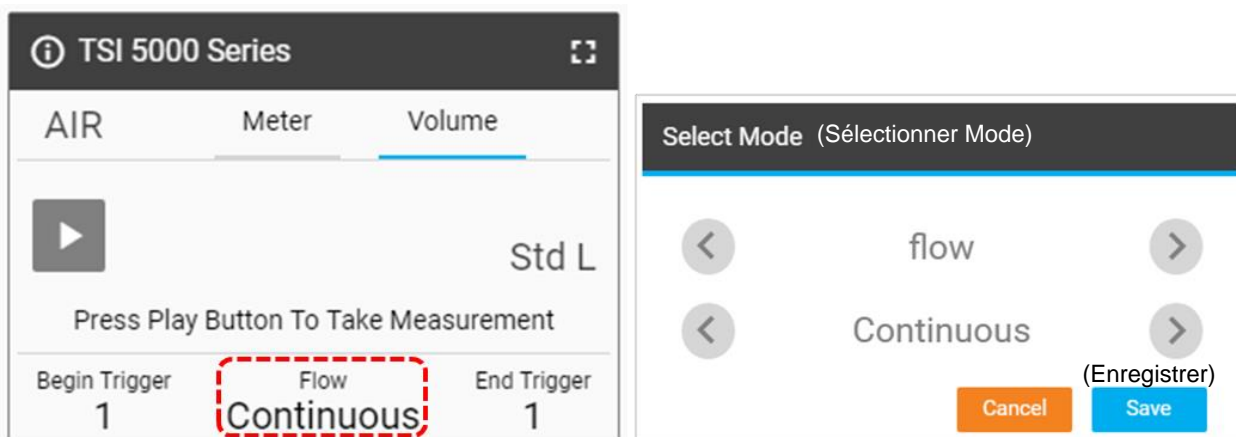 TSI 5000 Series
AIR Meter Volume
Std L
Press Play Button To Take Measurement
Begin Trigger Flow End Trigger
1 Continuous 1
Select Mode (Sélectionner Mode)
flow
Continuous
(Enregistrer)
Cancel Save